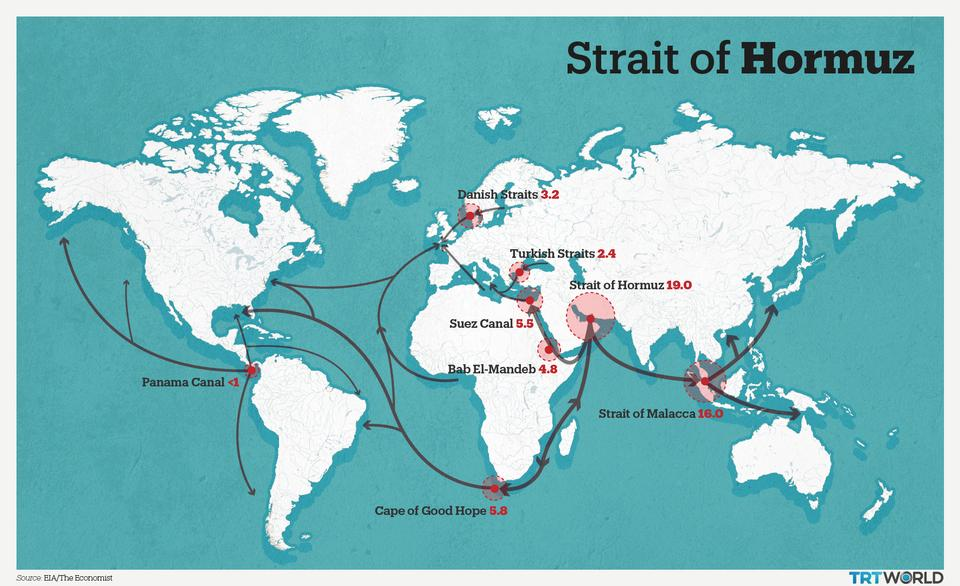 Strait of Hormuz
Danish Straits 3.2
Turkish Straits 2.4
Strait of Hormuz 19.0
Suez Canal 5.5
Bab El-Mandeb 4.8
Panama Canal <1
Strait of Malacca 16.0
Cape of Good Hope 5.8
Source: EIA/The Economist
TRT WORLD